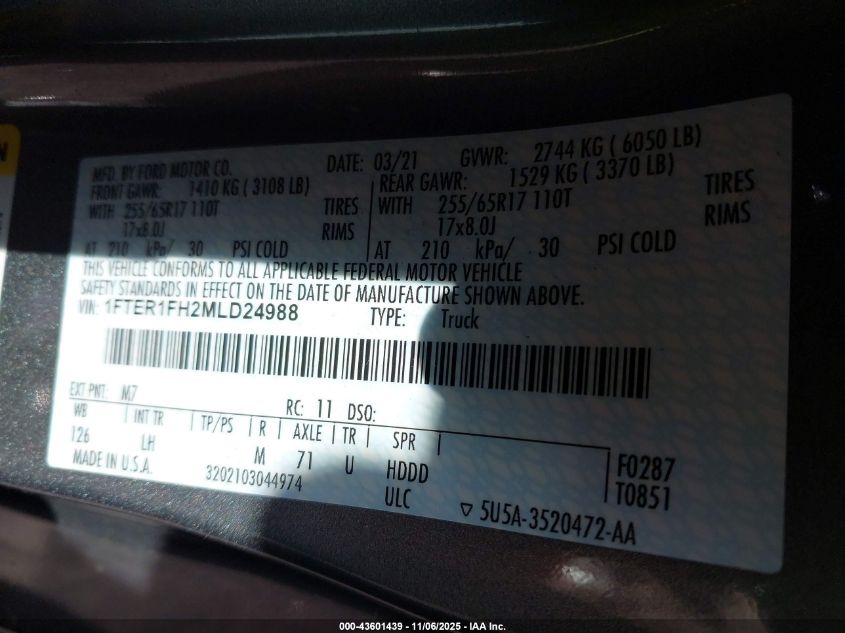 MFD. BY FORD MOTOR CO. DATE: 03/21 GVWR: 2744 KG ( 6050 LB)
FRONT GAWR: 1410 KG ( 3108 LB) REAR GAWR: 1529 KG ( 3370 LB)
WITH 255/65R17 110T TIRES WITH 255/65R17 110T TIRES
17x8.0J RIMS 17x8.0J RIMS
AT 210 kPa/ 30 PSI COLD AT 210 kPa/ 30 PSI COLD
THIS VEHICLE CONFORMS TO ALL APPLICABLE FEDERAL MOTOR VEHICLE
SAFETY STANDARDS IN EFFECT ON THE DATE OF MANUFACTURE SHOWN ABOVE.
VIN: 1FTER1FH2MLD24988 TYPE: Truck
EXT PNT: M7 RC: 11 DSO:
WB INT TR TP/PS R AXLE TR SPR
126 LH M 71 U HDDD F0287
MADE IN U.S.A. 3202103044974 ULC T0851
5U5A-3520472-AA
000-43601439 - 11/06/2025 - IAA Inc.